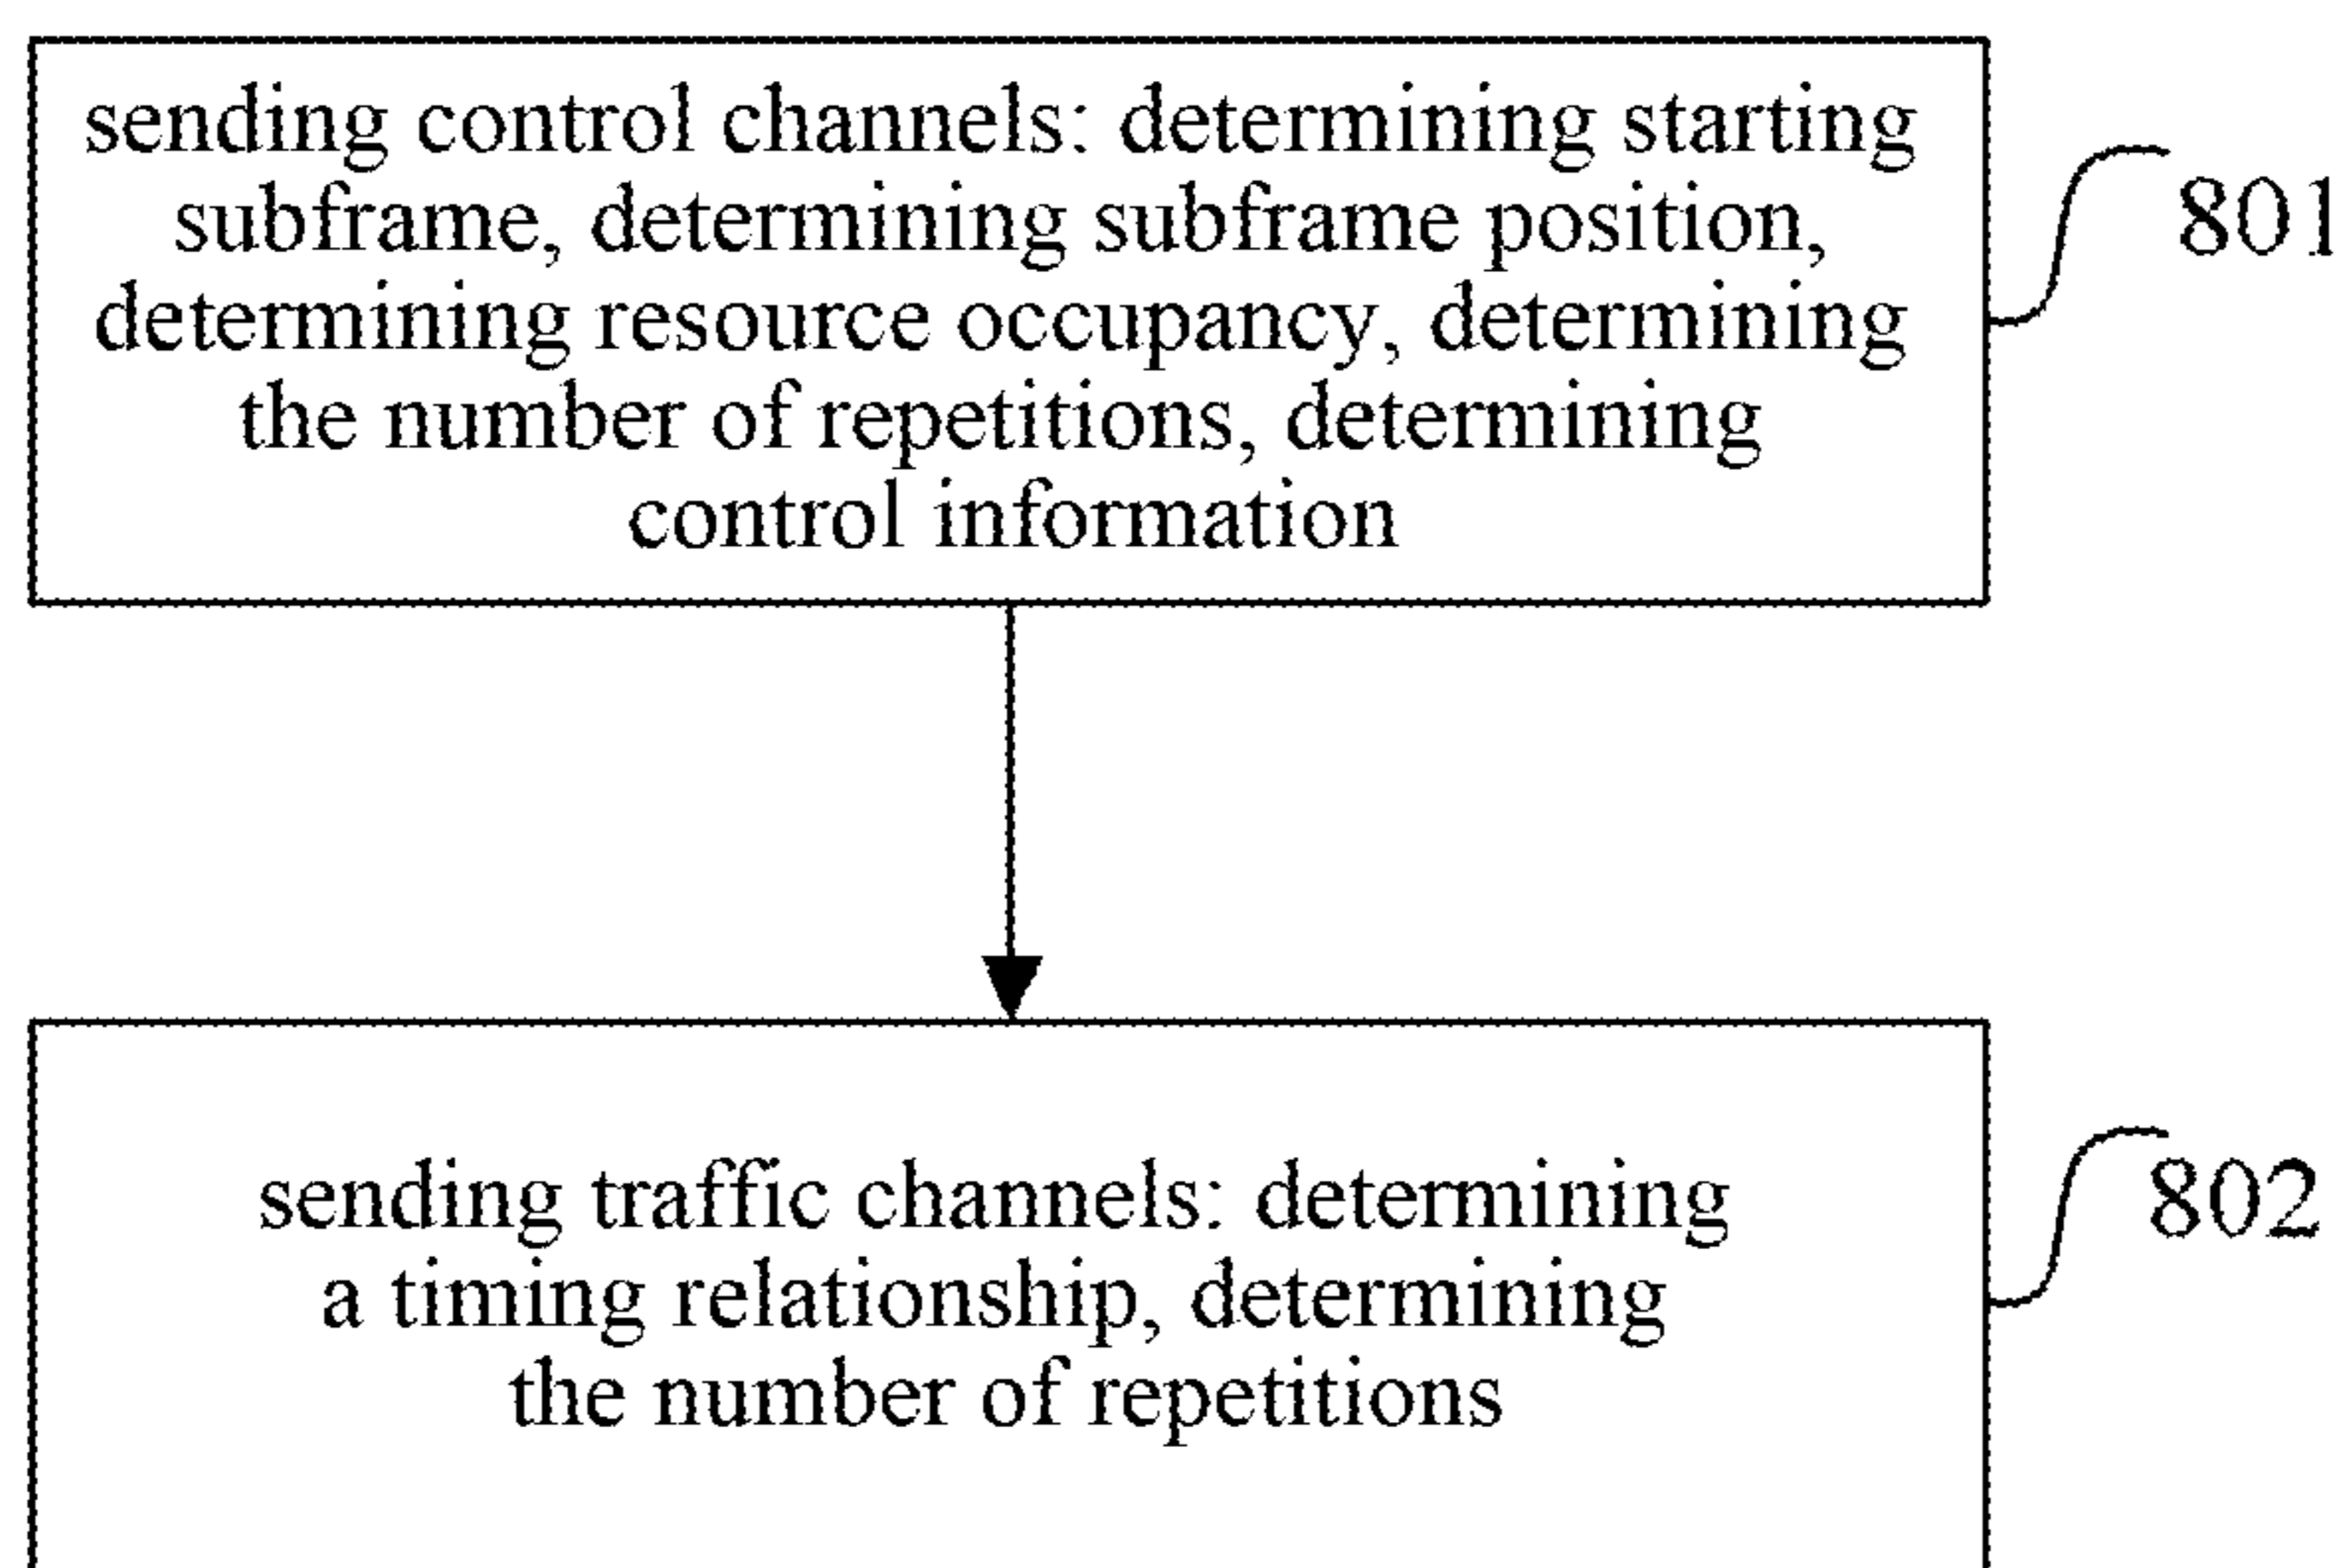 sending control channels: determining starting
subframe, determining subframe position,
determining resource occupancy, determining
the number of repetitions, determining
control information
801
sending traffic channels: determining
a timing relationship, determining
the number of repetitions
802